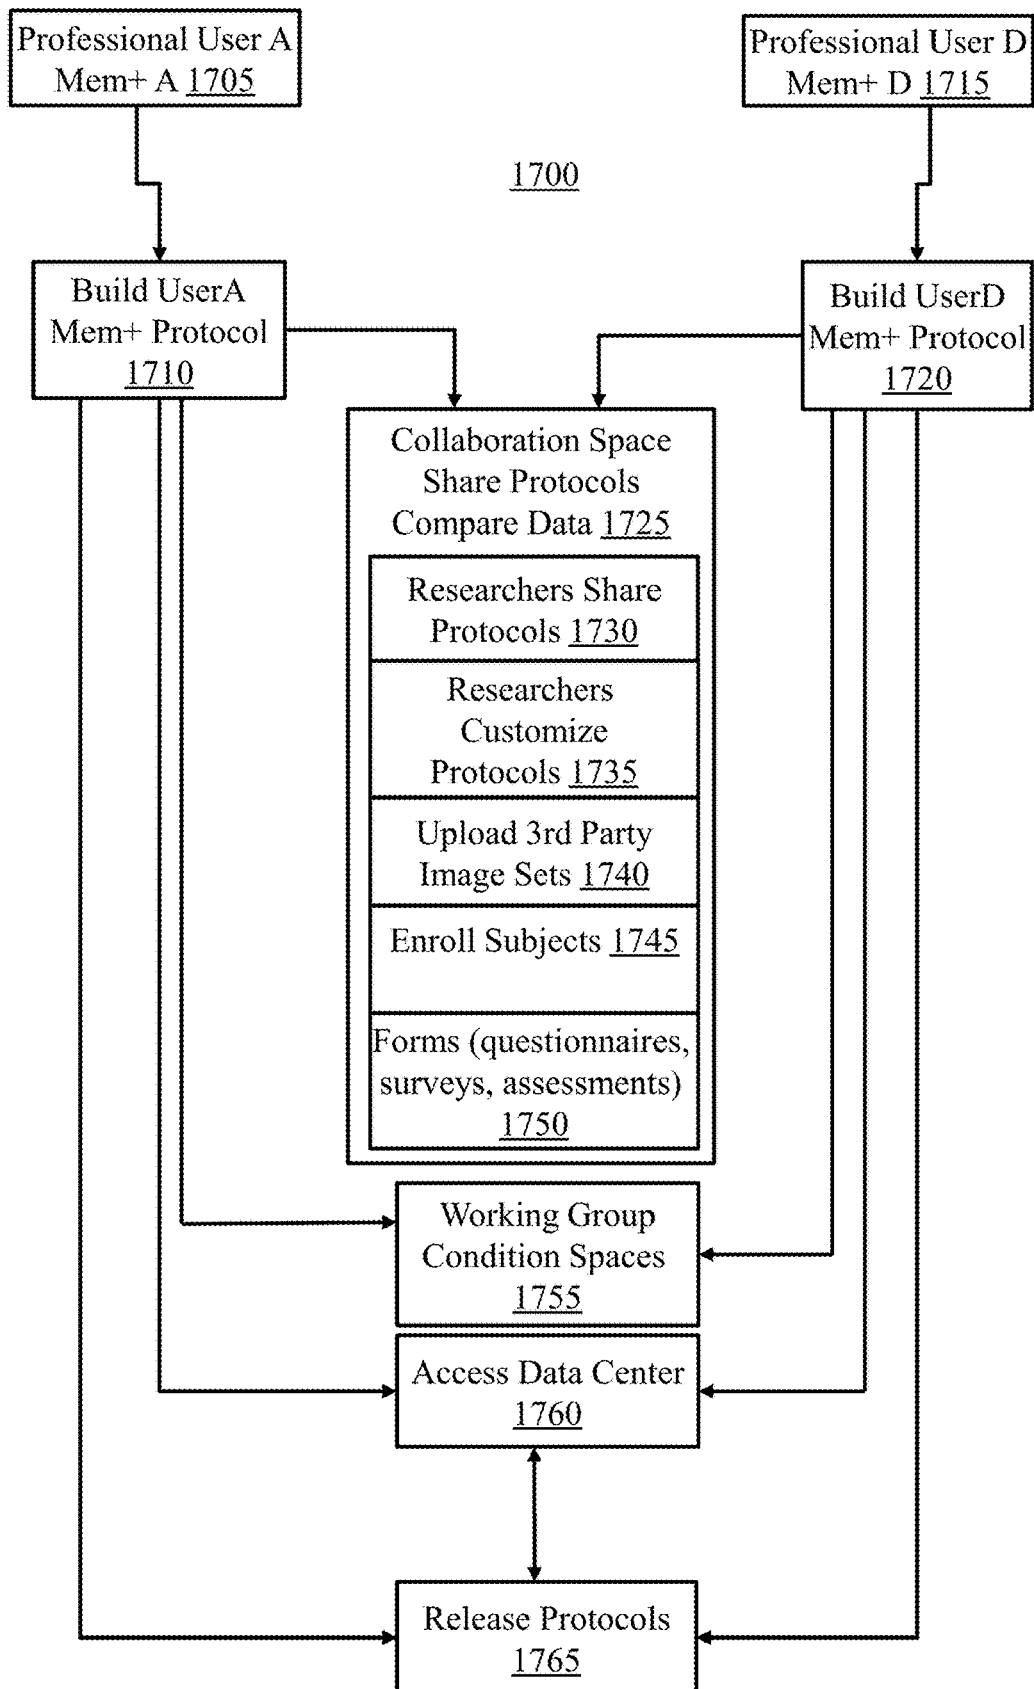 Professional User A
Mem+ A 1705
Professional User D
Mem+ D 1715
1700
Build UserA
Mem+ Protocol
1710
Build UserD
Mem+ Protocol
1720
Collaboration Space
Share Protocols
Compare Data 1725
Researchers Share
Protocols 1730
Researchers
Customize
Protocols 1735
Upload 3rd Party
Image Sets 1740
Enroll Subjects 1745
Forms (questionnaires,
surveys, assessments)
1750
Working Group
Condition Spaces
1755
Access Data Center
1760
Release Protocols
1765